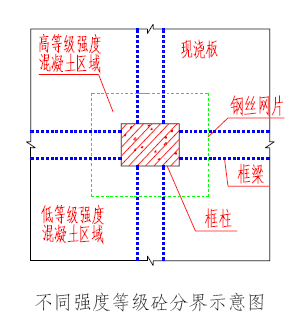 高等级强度
混凝土区域
现浇板
钢丝网片
框梁
低等级强度
混凝土区域
框柱
不同强度等级砼分界示意图